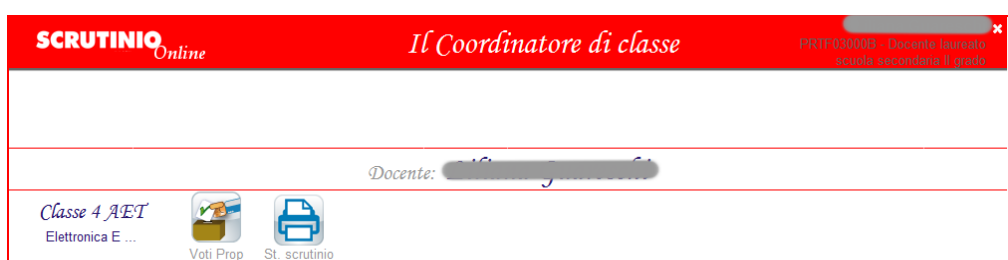 SCRUTINIO Online
Il Coordinatore di classe
PRTF03000B - Docente laureato
scuola secondaria II grado
Docente:
Classe 4 AET
Elettronica E ...
Voti Prop
St. scrutinio